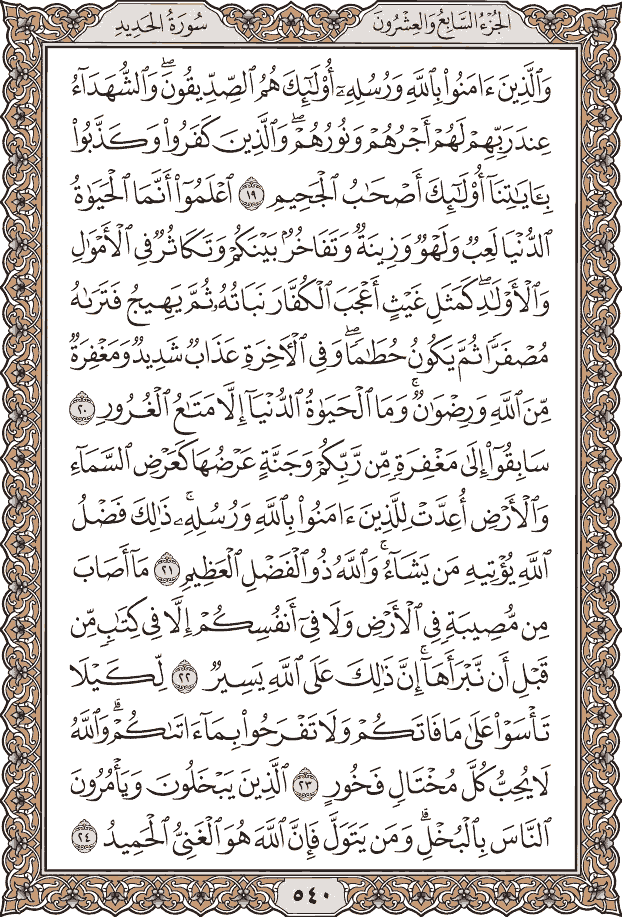 الجُزْءُ السَّابِعُ وَالعِشْرُونَ
سُورَةُ الحَدِيدِ
وَٱلَّذِينَ ءَامَنُوا۟ بِٱللَّهِ وَرُسُلِهِۦٓ أُو۟لَٰٓئِكَ هُمُ ٱلصِّدِّيقُونَۖ وَٱلشُّهَدَآءُ
عِندَ رَبِّهِمْ لَهُمْ أَجْرُهُمْ وَنُورُهُمْۖ وَٱلَّذِينَ كَفَرُوا۟ وَكَذَّبُوا۟
بِـَٔايَٰتِنَآ أُو۟لَٰٓئِكَ أَصْحَٰبُ ٱلْجَحِيمِ ١٩ ٱعْلَمُوٓا۟ أَنَّمَا ٱلْحَيَوٰةُ
ٱلدُّنْيَا لَعِبٌ وَلَهْوٌ وَزِينَةٌ وَتَفَاخُرٌۢ بَيْنَكُمْ وَتَكَاثُرٌ فِى ٱلْأَمْوَٰلِ
وَٱلْأَوْلَٰدِۖ كَمَثَلِ غَيْثٍ أَعْجَبَ ٱلْكُفَّارَ نَبَاتُهُۥ ثُمَّ يَهِيجُ فَتَرَىٰهُ
مُصْفَرًّا ثُمَّ يَكُونُ حُطَٰمًاۖ وَفِى ٱلْـَٔاخِرَةِ عَذَابٌ شَدِيدٌ وَمَغْفِرَةٌ
مِّنَ ٱللَّهِ وَرِضْوَٰنٌۚ وَمَا ٱلْحَيَوٰةُ ٱلدُّنْيَآ إِلَّا مَتَٰعُ ٱلْغُرُورِ ٢٠
سَابِقُوٓا۟ إِلَىٰ مَغْفِرَةٍ مِّن رَّبِّكُمْ وَجَنَّةٍ عَرْضُهَا كَعَرْضِ ٱلسَّمَآءِ
وَٱلْأَرْضِ أُعِدَّتْ لِلَّذِينَ ءَامَنُوا۟ بِٱللَّهِ وَرُسُلِهِۦۚ ذَٰلِكَ فَضْلُ
ٱللَّهِ يُؤْتِيهِ مَن يَشَآءُۚ وَٱللَّهُ ذُو ٱلْفَضْلِ ٱلْعَظِيمِ ٢١ مَآ أَصَابَ
مِن مُّصِيبَةٍ فِى ٱلْأَرْضِ وَلَا فِىٓ أَنفُسِكُمْ إِلَّا فِى كِتَٰبٍ مِّن
قَبْلِ أَن نَّبْرَأَهَآۚ إِنَّ ذَٰلِكَ عَلَى ٱللَّهِ يَسِيرٌ ٢٢ لِّكَيْلَا
تَأْسَوْا۟ عَلَىٰ مَا فَاتَكُمْ وَلَا تَفْرَحُوا۟ بِمَآ ءَاتَىٰكُمْۗ وَٱللَّهُ
لَا يُحِبُّ كُلَّ مُخْتَالٍ فَخُورٍ ٢٣ ٱلَّذِينَ يَبْخَلُونَ وَيَأْمُرُونَ
ٱلنَّاسَ بِٱلْبُخْلِۗ وَمَن يَتَوَلَّ فَإِنَّ ٱللَّهَ هُوَ ٱلْغَنِىُّ ٱلْحَمِيدُ ٢٤
٥٤٠